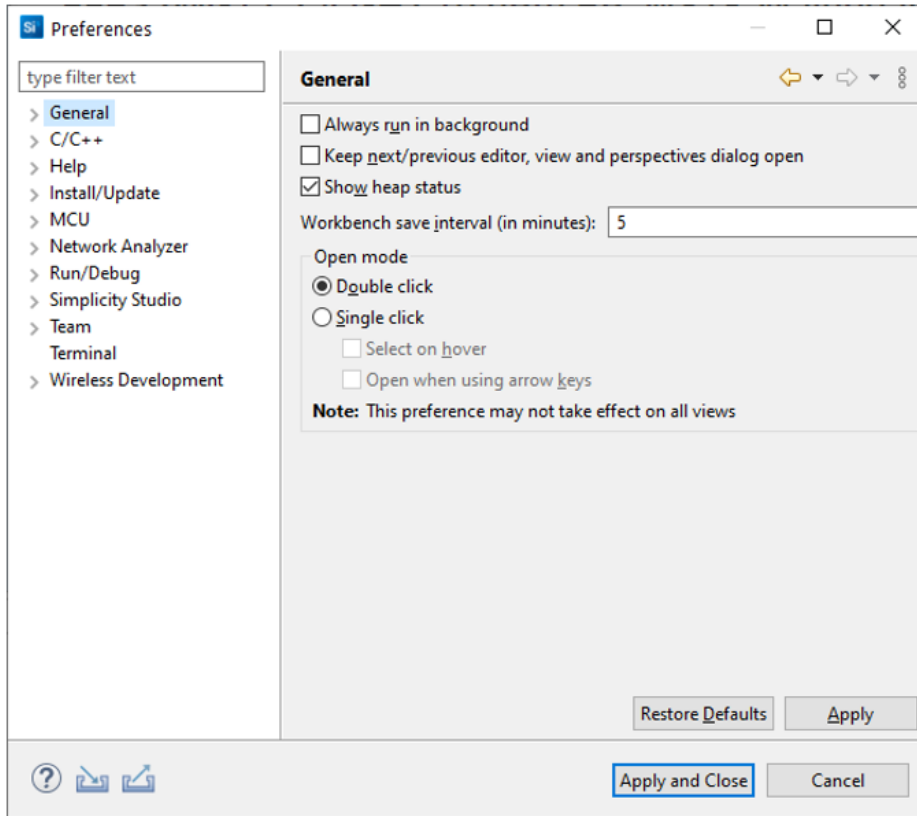 Si Preferences
type filter text
General
C/C++
Help
Install/Update
MCU
Network Analyzer
Run/Debug
Simplicity Studio
Team
Terminal
Wireless Development
General
Always run in background
Keep next/previous editor, view and perspectives dialog open
Show heap status
Workbench save interval (in minutes): 5
Open mode
Double click
Single click
Select on hover
Open when using arrow keys
Note: This preference may not take effect on all views
Restore Defaults Apply
? Apply and Close Cancel